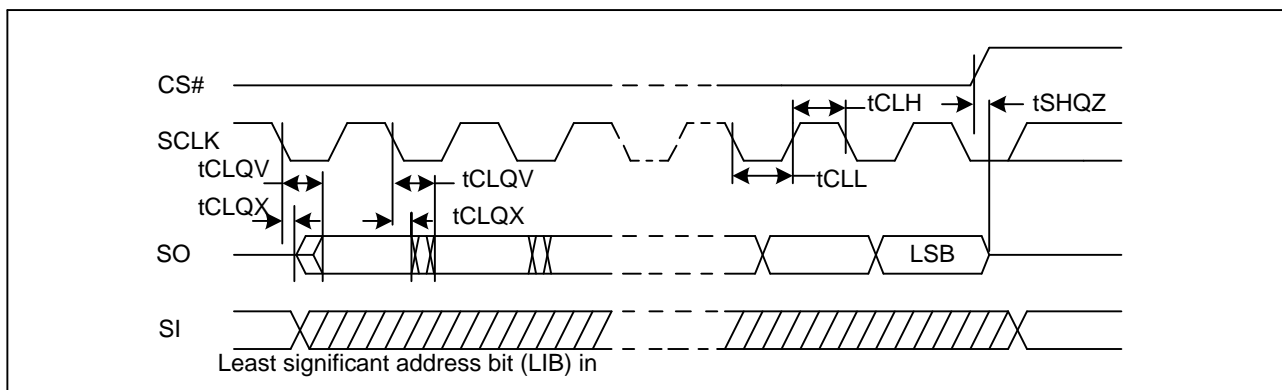 CS#
tCLH
tSHQZ
SCLK
tCLQV
tCLQV
tCLL
tCLQX
tCLQX
SO
LSB
SI
Least significant address bit (LIB) in